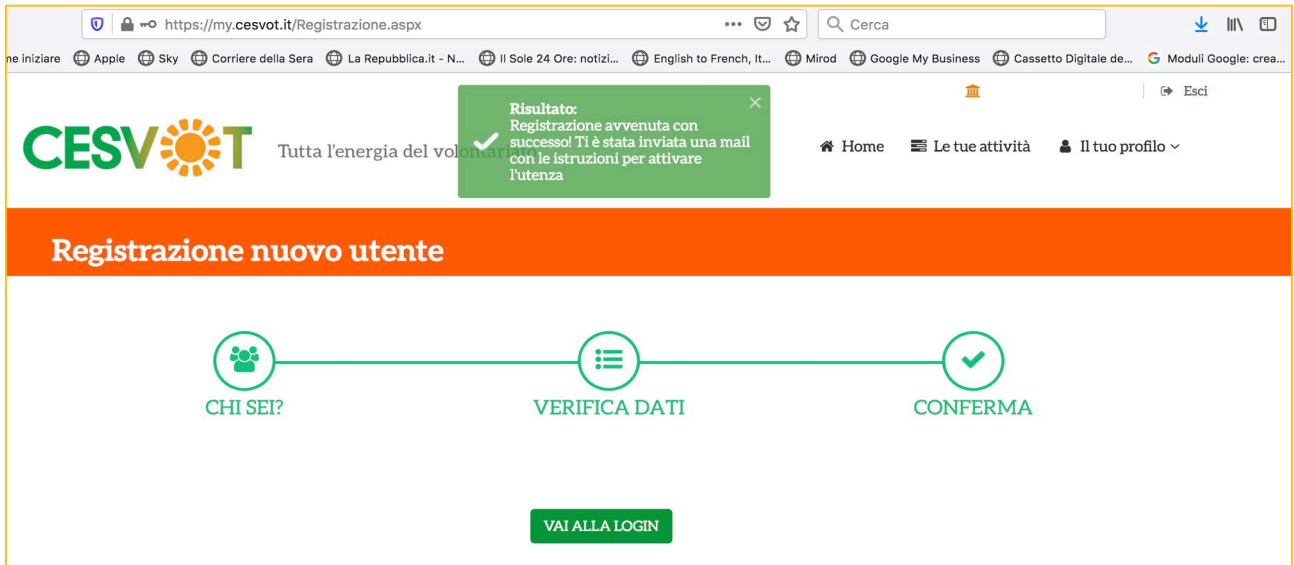 https://my.cesvot.it/Registrazione.aspx
Cerca
ne iniziare Apple Sky Corriere della Sera La Repubblica.it - N... Il Sole 24 Ore: notizi... English to French, It... Mirod Google My Business Cassetto Digitale de... Moduli Google: crea...
Esci
CESVOT
Tutta l'energia del volontariato
Risultato:
Registrazione avvenuta con
successo! Ti è stata inviata una mail
con le istruzioni per attivare
l'utenza
Home Le tue attività Il tuo profilo
Registrazione nuovo utente
CHI SEI? VERIFICA DATI CONFERMA
VAI ALLA LOGIN